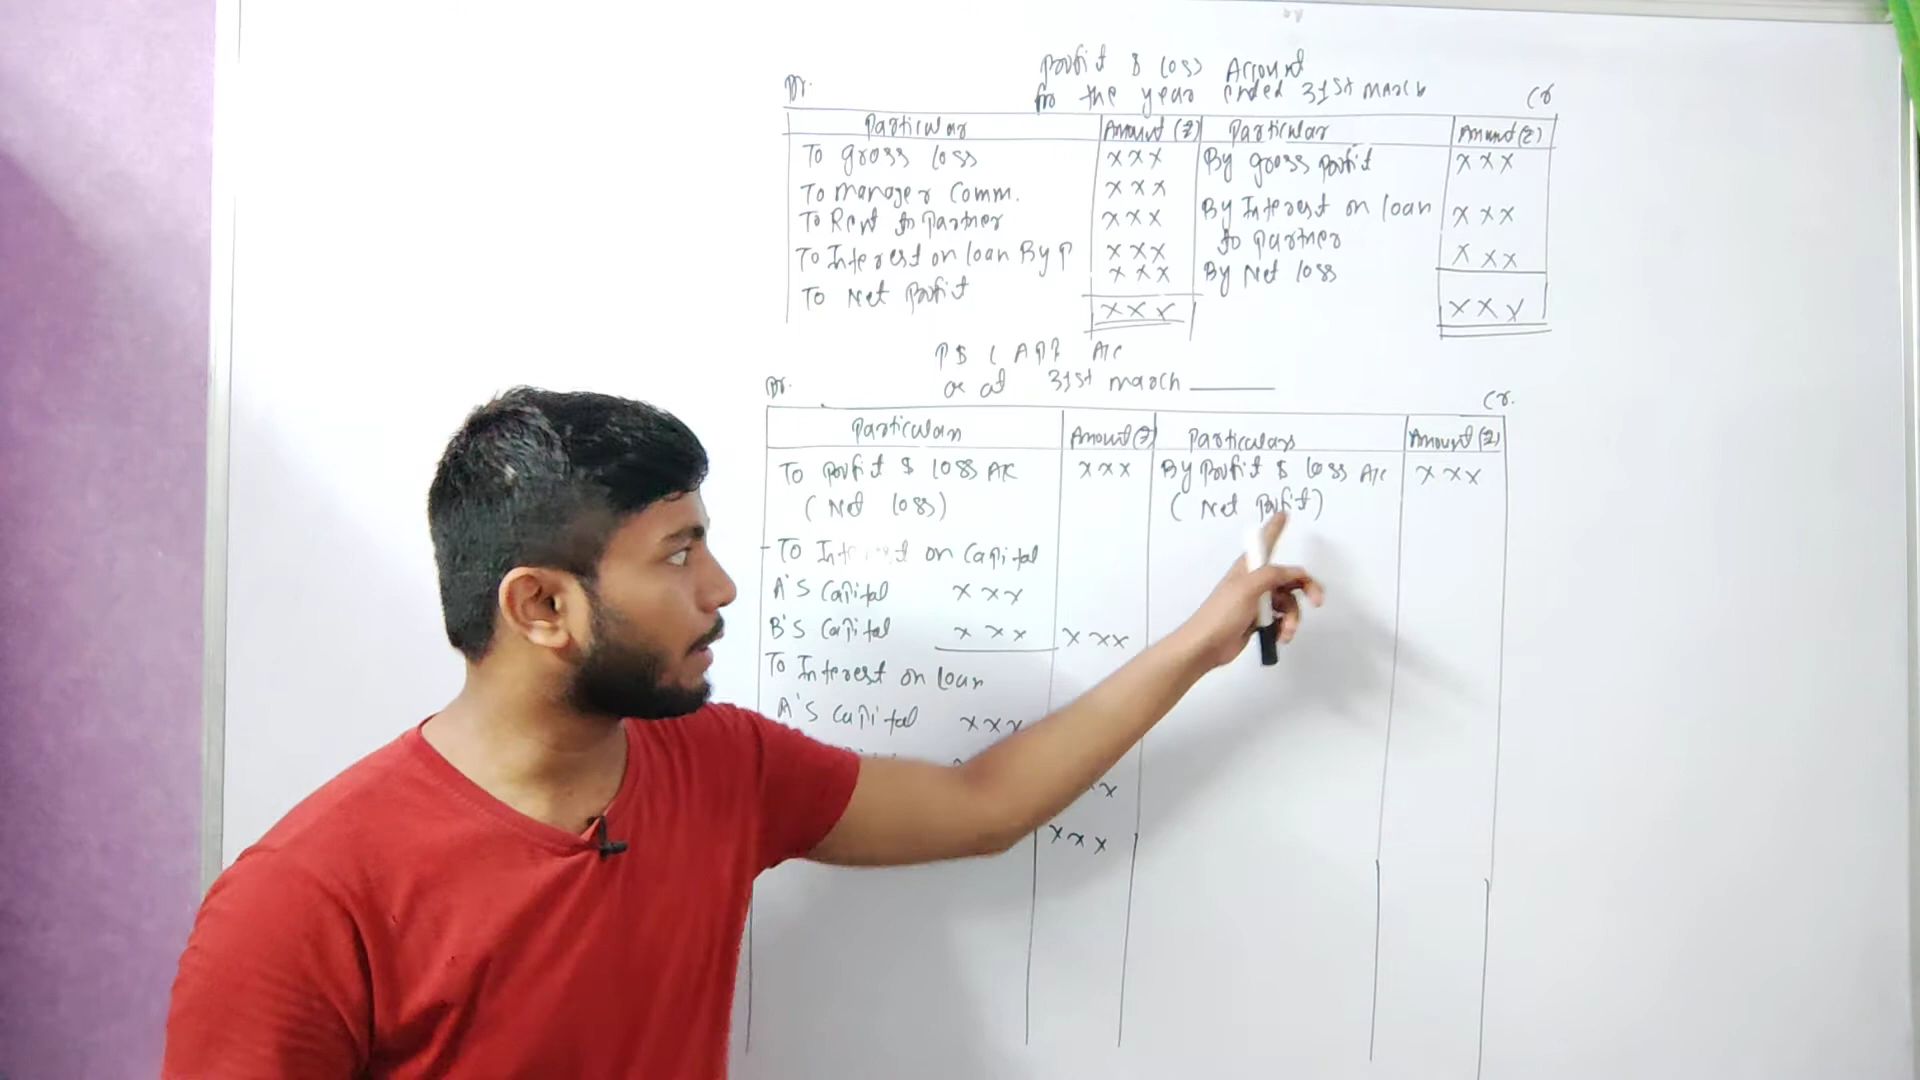 Profit & Loss Account
Dr. for the year ended 31st march Cr
Particular Amount (₹) Particular Amount (₹)
To gross loss xxx By gross Profit xxx
To manager Comm. xxx
To Rent to Partner xxx By Interest on loan xxx
to partner
To Interest on loan By P xxx xxx
xxx By Net loss
To Net Profit
xxx xxx
P & L APP A/C
Dr. as at 31st march ______ Cr.
Particulars Amount (₹) Particulars Amount (₹)
To Profit & Loss A/C xxx By Profit & loss A/C xxx
(Net loss) (Net Profit)
To Interest on Capital
A's Capital xxx
B's Capital xxx xxx
To Interest on loan
A's Capital xxx
x
xxx